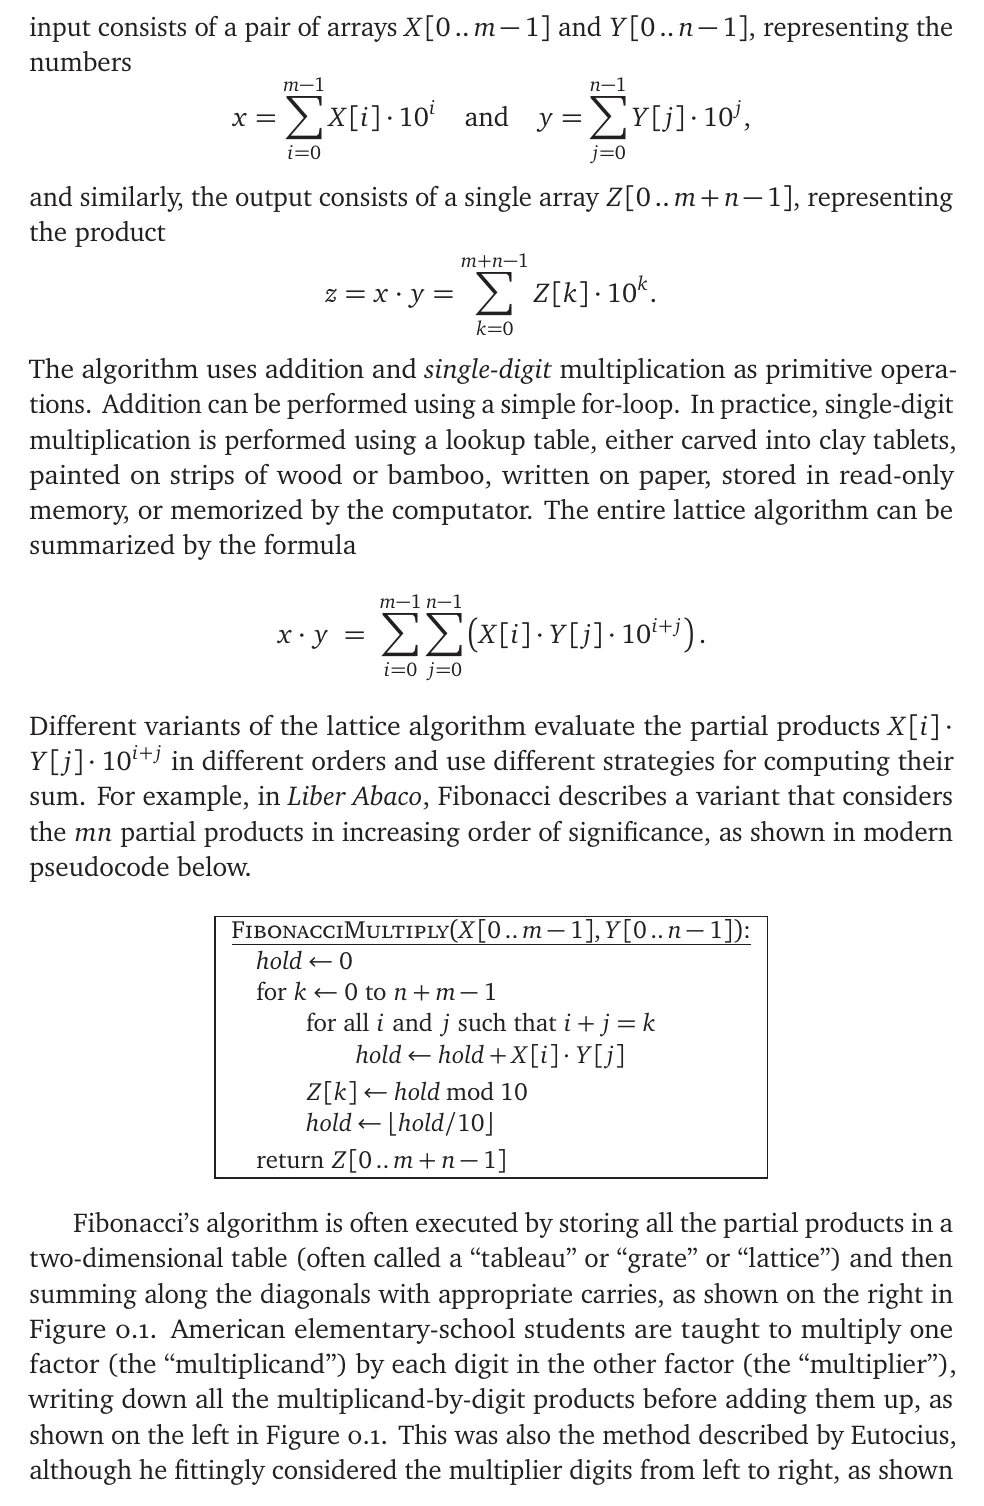 input consists of a pair of arrays X[0 .. m − 1] and Y[0 .. n − 1], representing the
numbers
x = ∑_{i=0}^{m−1} X[i] · 10^i and y = ∑_{j=0}^{n−1} Y[j] · 10^j,
and similarly, the output consists of a single array Z[0 .. m + n − 1], representing
the product
z = x · y = ∑_{k=0}^{m+n−1} Z[k] · 10^k.
The algorithm uses addition and single-digit multiplication as primitive opera-
tions. Addition can be performed using a simple for-loop. In practice, single-digit
multiplication is performed using a lookup table, either carved into clay tablets,
painted on strips of wood or bamboo, written on paper, stored in read-only
memory, or memorized by the computator. The entire lattice algorithm can be
summarized by the formula
x · y = ∑_{i=0}^{m−1} ∑_{j=0}^{n−1} (X[i] · Y[j] · 10^{i+j}).
Different variants of the lattice algorithm evaluate the partial products X[i] ·
Y[j] · 10^{i+j} in different orders and use different strategies for computing their
sum. For example, in Liber Abaco, Fibonacci describes a variant that considers
the mn partial products in increasing order of significance, as shown in modern
pseudocode below.
FibonacciMultiply(X[0 .. m − 1], Y[0 .. n − 1]):
hold ← 0
for k ← 0 to n + m − 1
for all i and j such that i + j = k
hold ← hold + X[i] · Y[j]
Z[k] ← hold mod 10
hold ← ⌊hold/10⌋
return Z[0 .. m + n − 1]
Fibonacci’s algorithm is often executed by storing all the partial products in a
two-dimensional table (often called a “tableau” or “grate” or “lattice”) and then
summing along the diagonals with appropriate carries, as shown on the right in
Figure 0.1. American elementary-school students are taught to multiply one
factor (the “multiplicand”) by each digit in the other factor (the “multiplier”),
writing down all the multiplicand-by-digit products before adding them up, as
shown on the left in Figure 0.1. This was also the method described by Eutocius,
although he fittingly considered the multiplier digits from left to right, as shown